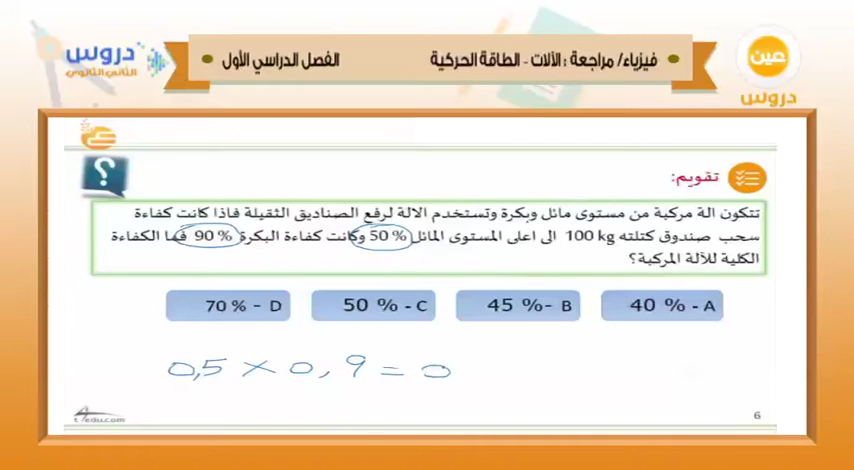 دروس
الثاني الثانوي
الفصل الدراسي الأول
فيزياء/ مراجعة : الآلات - الطاقة الحركية
عين
دروس
تقويم:
؟
تتكون الة مركبة من مستوى مائل وبكرة وتستخدم الالة لرفع الصناديق الثقيلة فاذا كانت كفاءة
سحب صندوق كتلته 100 kg الى اعلى المستوى المائل 50 % وكانت كفاءة البكرة 90 % فما الكفاءة
الكلية للآلة المركبة؟
40 % - A
45 %- B
50 % - C
70 % - D
0,5 × 0,9 = 0
t4edu.com
6